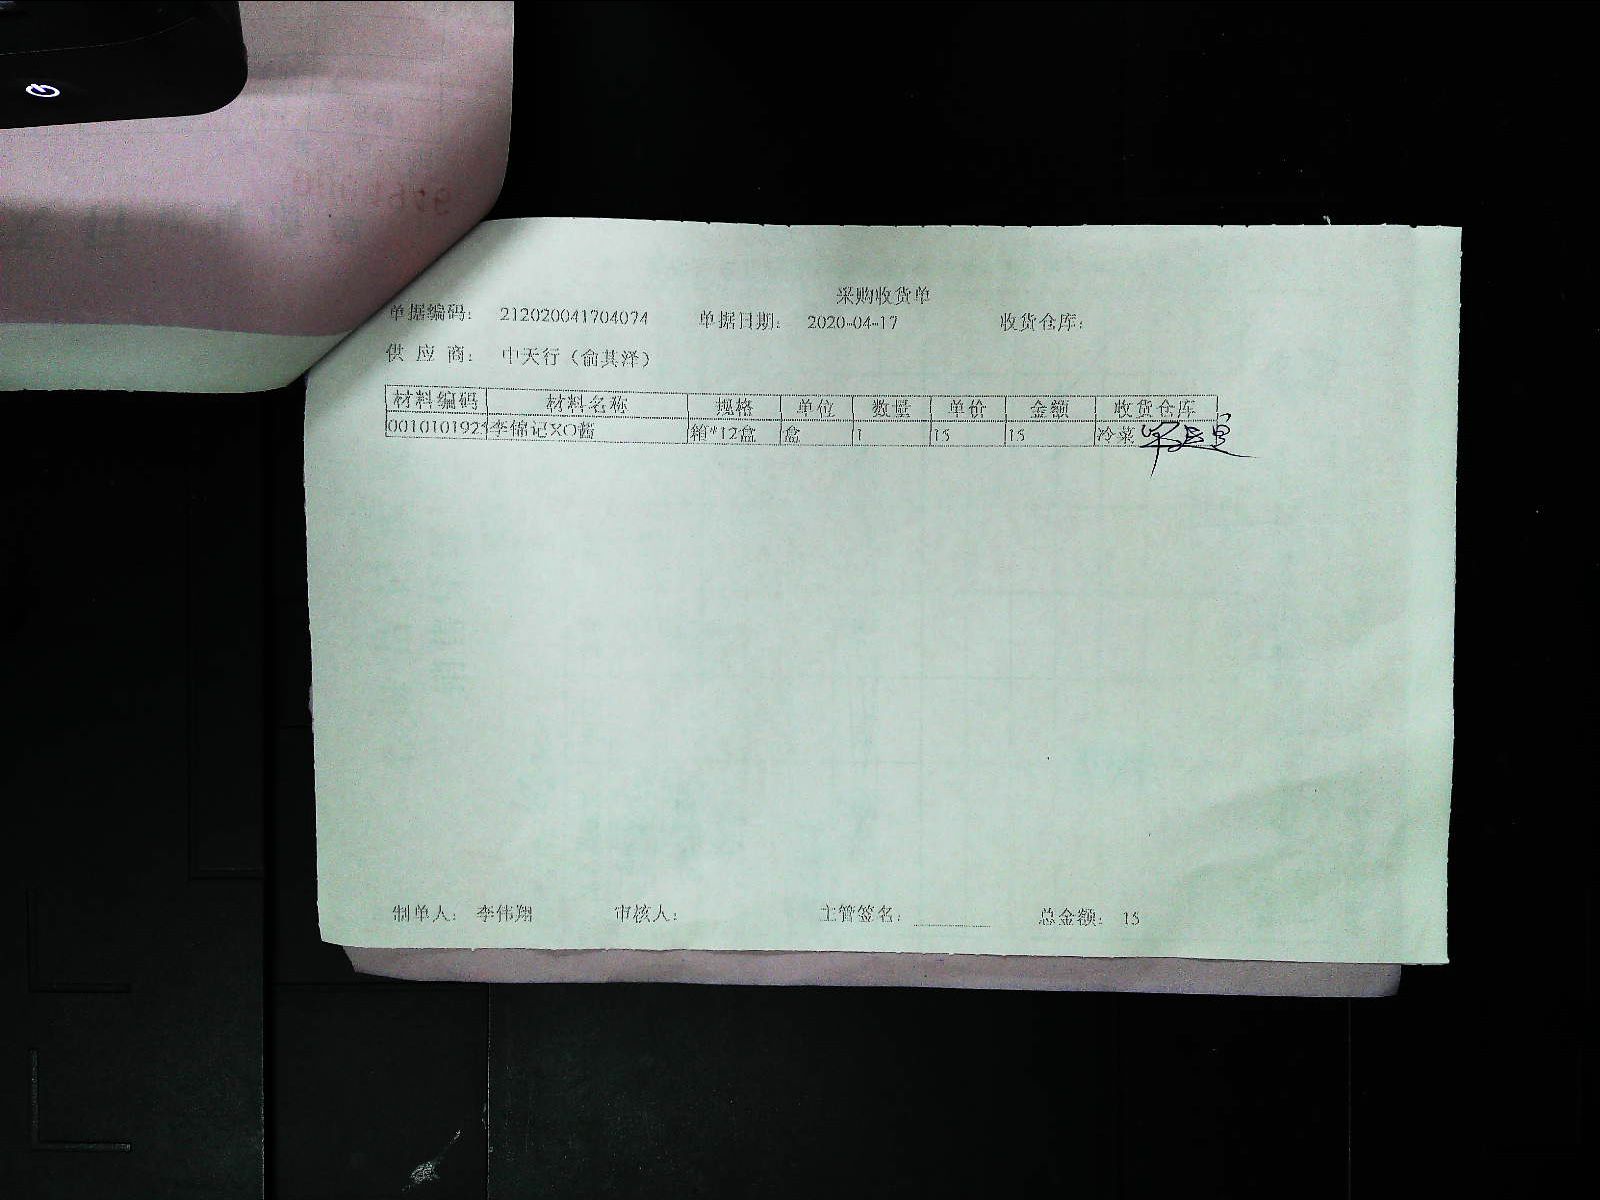 采购收货单
单据编码： 212020041704074 单据日期： 2020-04-17 收货仓库：
供 应 商： 中天行（俞其泽）
材料编码 材料名称 规格 单位 数量 单价 金额 收货仓库
0010101925 李锦记XO酱 箱*12盒 盒 1 15 15 冷菜
制单人： 李伟翔 审核人： 主管签名： 总金额： 15